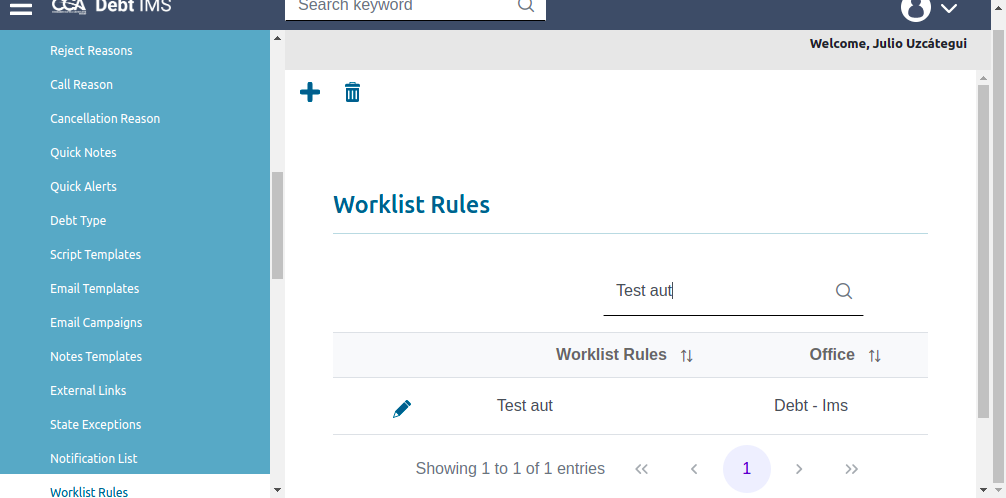 CCA Debt IMS
Search keyword
Welcome, Julio Uzcátegui
Reject Reasons
Call Reason
Cancellation Reason
Quick Notes
Quick Alerts
Debt Type
Script Templates
Email Templates
Email Campaigns
Notes Templates
External Links
State Exceptions
Notification List
Worklist Rules
Worklist Rules
Test aut
Worklist Rules Office
Test aut Debt - Ims
Showing 1 to 1 of 1 entries 1